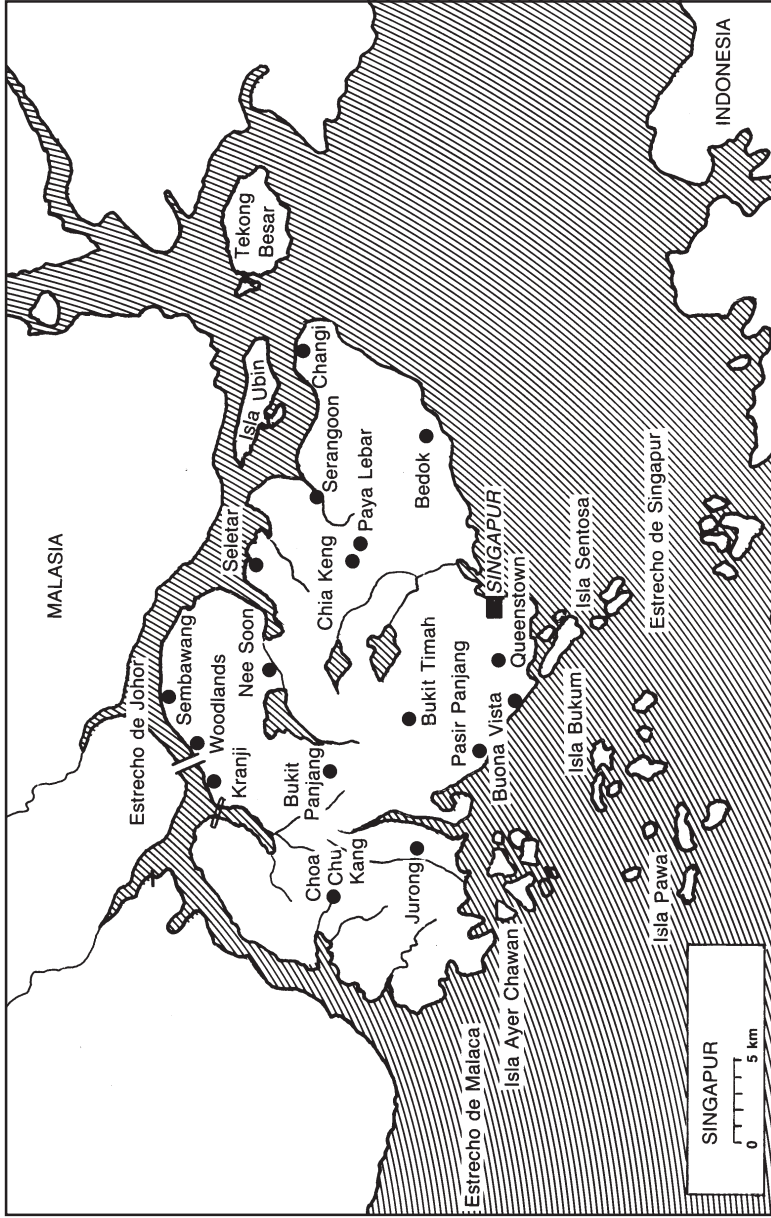 MALASIA
INDONESIA
Estrecho de Johor
Sembawang
Woodlands
Kranji
Seletar
Nee Soon
Isla Ubin
Tekong
Besar
Changi
Serangoon
Paya Lebar
Chia Keng
Bukit
Panjang
Choa
Chu
Kang
Bukit Timah
Bedok
Jurong
Pasir Panjang
SINGAPUR
Queenstown
Buona Vista
Estrecho de Malaca
Isla Ayer Chawan
Isla Bukum
Isla Sentosa
Estrecho de Singapur
Isla Pawa
SINGAPUR
0
5 km